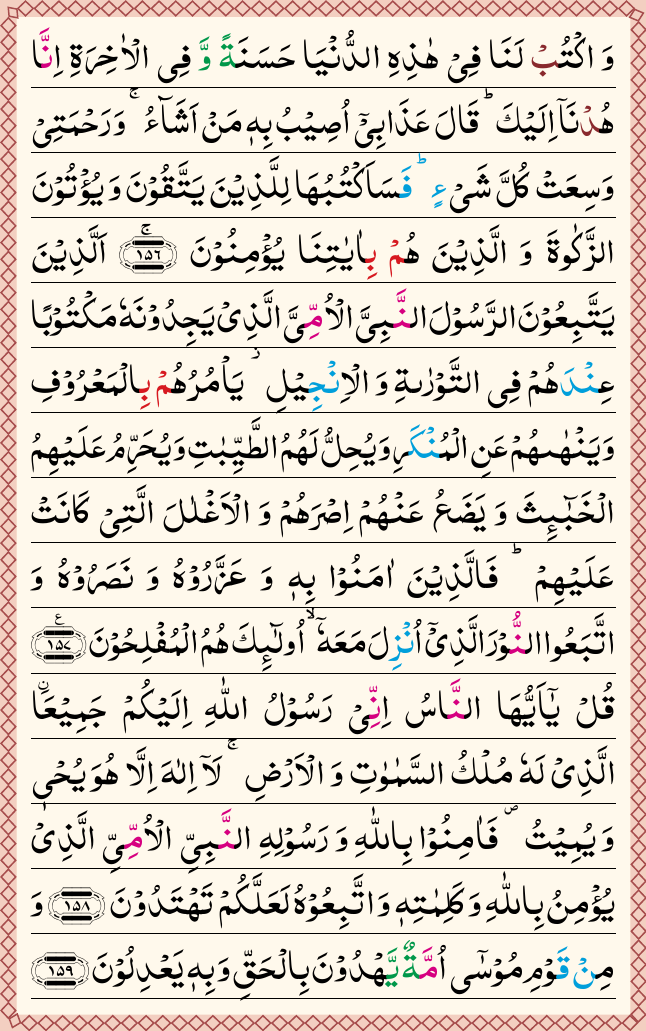 وَ اكْتُبْ لَنَا فِیْ هٰذِهِ الدُّنْیَا حَسَنَةً وَّ فِی الْاٰخِرَةِ اِنَّا
هُدْنَاۤ اِلَیْكَ ؕ قَالَ عَذَابِیْۤ اُصِیْبُ بِهٖ مَنْ اَشَآءُ ۚ وَ رَحْمَتِیْ
وَسِعَتْ كُلَّ شَیْءٍ ؕ فَسَاَكْتُبُهَا لِلَّذِیْنَ یَتَّقُوْنَ وَ یُؤْتُوْنَ
الزَّكٰوةَ وَ الَّذِیْنَ هُمْ بِاٰیٰتِنَا یُؤْمِنُوْنَ ۚ ﴿۱۵۶﴾ اَلَّذِیْنَ
یَتَّبِعُوْنَ الرَّسُوْلَ النَّبِیَّ الْاُمِّیَّ الَّذِیْ یَجِدُوْنَهٗ مَكْتُوْبًا
عِنْدَهُمْ فِی التَّوْرٰىةِ وَ الْاِنْجِیْلِ ؗ یَاْمُرُهُمْ بِالْمَعْرُوْفِ
وَ یَنْهٰىهُمْ عَنِ الْمُنْكَرِ وَ یُحِلُّ لَهُمُ الطَّیِّبٰتِ وَ یُحَرِّمُ عَلَیْهِمُ
الْخَبٰٓىِٕثَ وَ یَضَعُ عَنْهُمْ اِصْرَهُمْ وَ الْاَغْلٰلَ الَّتِیْ كَانَتْ
عَلَیْهِمْ ؕ فَالَّذِیْنَ اٰمَنُوْا بِهٖ وَ عَزَّرُوْهُ وَ نَصَرُوْهُ وَ
اتَّبَعُوا النُّوْرَ الَّذِیْۤ اُنْزِلَ مَعَهٗۤ ۙ اُولٰٓىِٕكَ هُمُ الْمُفْلِحُوْنَ ﴿۱۵۷﴾ ع
قُلْ یٰۤاَیُّهَا النَّاسُ اِنِّیْ رَسُوْلُ اللّٰهِ اِلَیْكُمْ جَمِیْعَاۨ
الَّذِیْ لَهٗ مُلْكُ السَّمٰوٰتِ وَ الْاَرْضِ ۚ لَاۤ اِلٰهَ اِلَّا هُوَ یُحْیٖ
وَ یُمِیْتُ ۪ فَاٰمِنُوْا بِاللّٰهِ وَ رَسُوْلِهِ النَّبِیِّ الْاُمِّیِّ الَّذِیْ
یُؤْمِنُ بِاللّٰهِ وَ كَلِمٰتِهٖ وَ اتَّبِعُوْهُ لَعَلَّكُمْ تَهْتَدُوْنَ ﴿۱۵۸﴾ وَ
مِنْ قَوْمِ مُوْسٰۤی اُمَّةٌ یَّهْدُوْنَ بِالْحَقِّ وَ بِهٖ یَعْدِلُوْنَ ﴿۱۵۹﴾